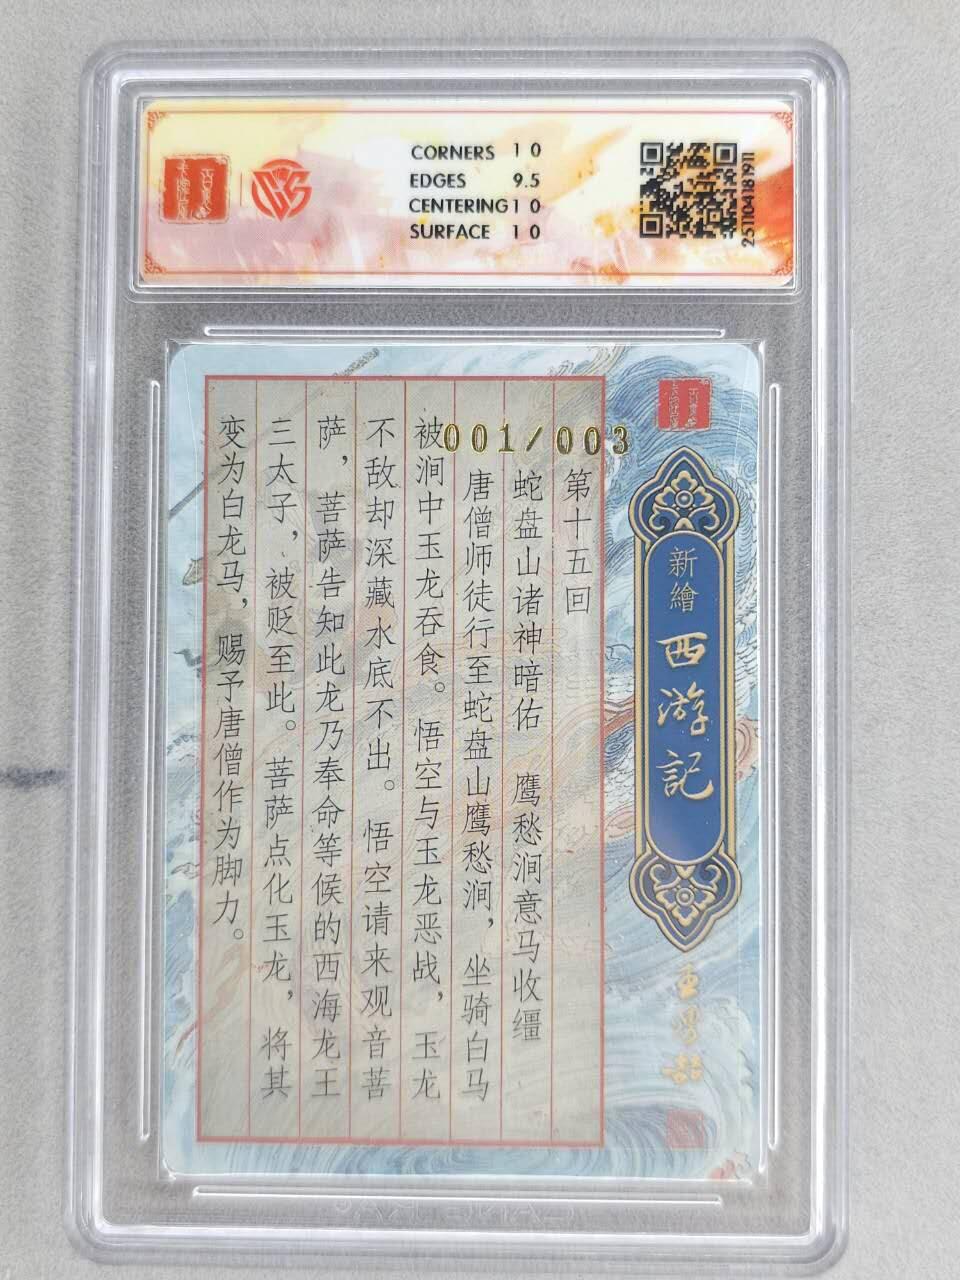 CORNERS 10
EDGES 9.5
CENTERING 10
SURFACE 10
251104181911
001/003
新繪
西游記
第十五回
蛇盘山诸神暗佑 鹰愁涧意马收缰
唐僧师徒行至蛇盘山鹰愁涧，坐骑白马
被涧中玉龙吞食。悟空与玉龙恶战，玉龙
不敌却深藏水底不出。悟空请来观音菩
萨，菩萨告知此龙乃奉命等候的西海龙王
三太子，被贬至此。菩萨点化玉龙，将其
变为白龙马，赐予唐僧作为脚力。